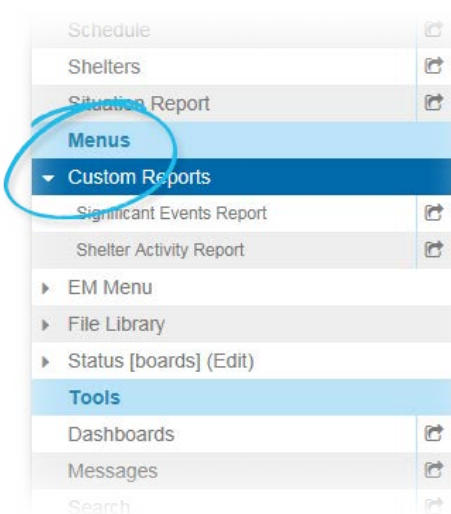 Schedule
Shelters
Situation Report
Menus
Custom Reports
Significant Events Report
Shelter Activity Report
EM Menu
File Library
Status [boards] (Edit)
Tools
Dashboards
Messages
Search